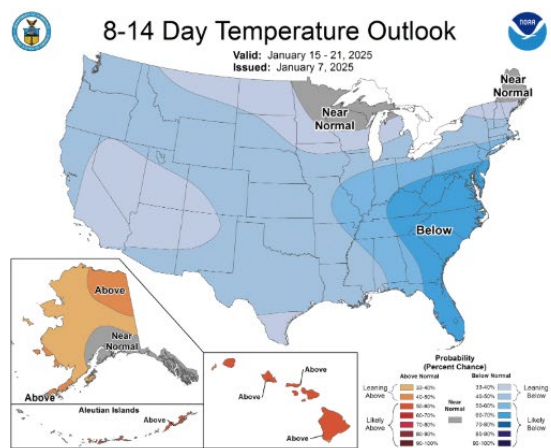 8-14 Day Temperature Outlook
Valid: January 15 - 21, 2025
Issued: January 7, 2025
NOAA
Near
Normal
Near
Normal
Below
Above
Near
Normal
Above
Aleutian Islands
Above
Above
Above
Above
Above
Probability
(Percent Chance)
Above Normal
Below Normal
Leaning
Above
Likely
Above
33-40%
40-50%
50-60%
60-70%
70-80%
80-90%
90-100%
Near
Normal
33-40%
40-50%
50-60%
60-70%
70-80%
80-90%
90-100%
Leaning
Below
Likely
Below